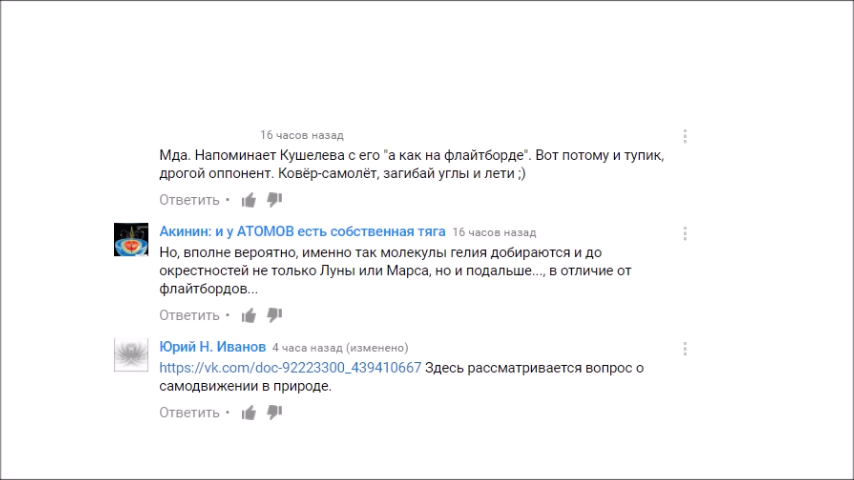 16 часов назад
Мда. Напоминает Кушелева с его "а как на флайтборде". Вот потому и тупик,
дорогой оппонент. Ковёр-самолёт, загибай углы и лети ;)
Ответить •
Акинин: и у АТОМОВ есть собственная тяга 16 часов назад
Но, вполне вероятно, именно так молекулы гелия добираются и до
окрестностей не только Луны или Марса, но и подальше..., в отличие от
флайтбордов...
Ответить •
Юрий Н. Иванов 4 часа назад (изменено)
https://vk.com/doc-92223300_439410667 Здесь рассматривается вопрос о
самодвижении в природе.
Ответить •